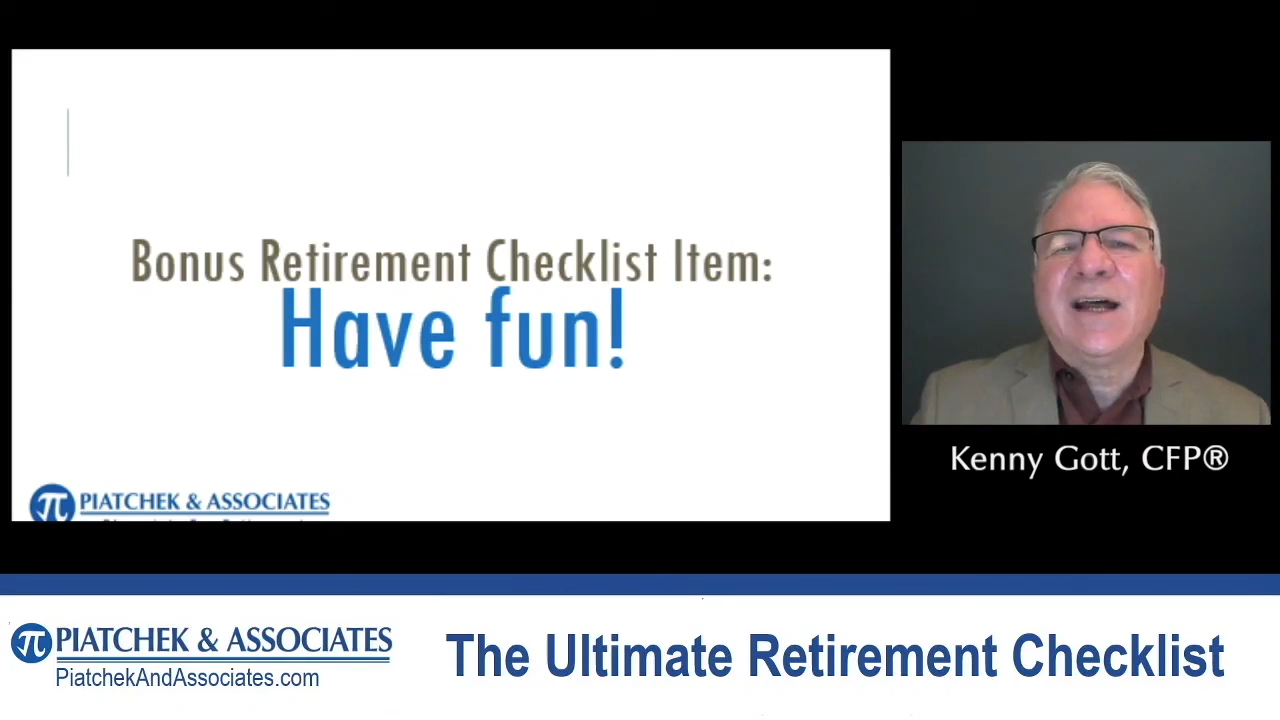 Bonus Retirement Checklist Item:
Have fun!
PIATCHEK & ASSOCIATES
Kenny Gott, CFP®
PIATCHEK & ASSOCIATES
PiatchekAndAssociates.com
The Ultimate Retirement Checklist